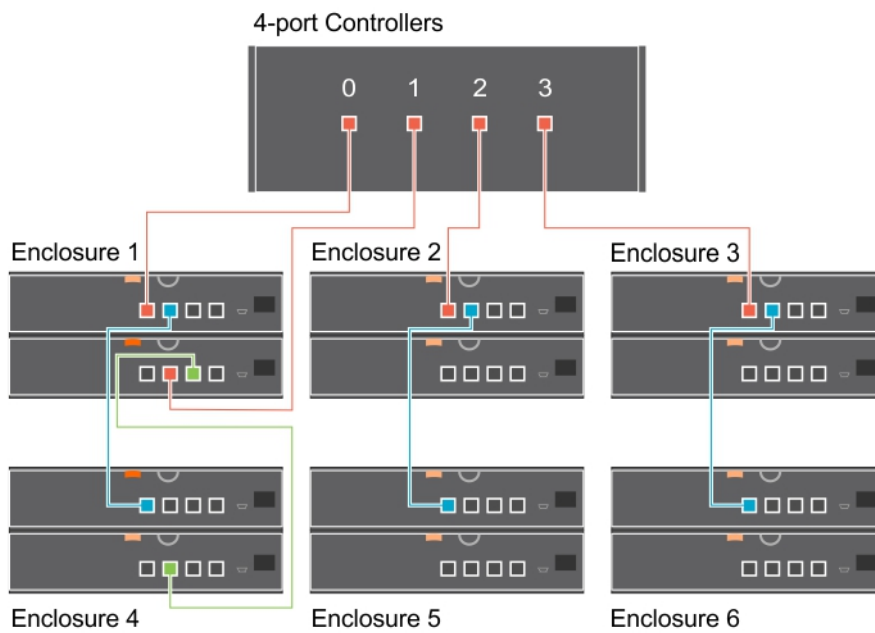 4-port Controllers
0 1 2 3
Enclosure 1 Enclosure 2 Enclosure 3
Enclosure 4 Enclosure 5 Enclosure 6